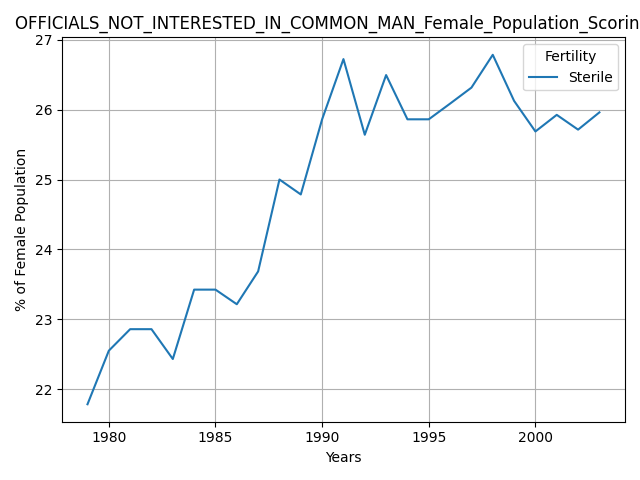 OFFICIALS_NOT_INTERESTED_IN_COMMON_MAN_Female_Population_Scorin
27
26
25
24
23
22
% of Female Population
Fertility
Sterile
1980 1985 1990 1995 2000
Years